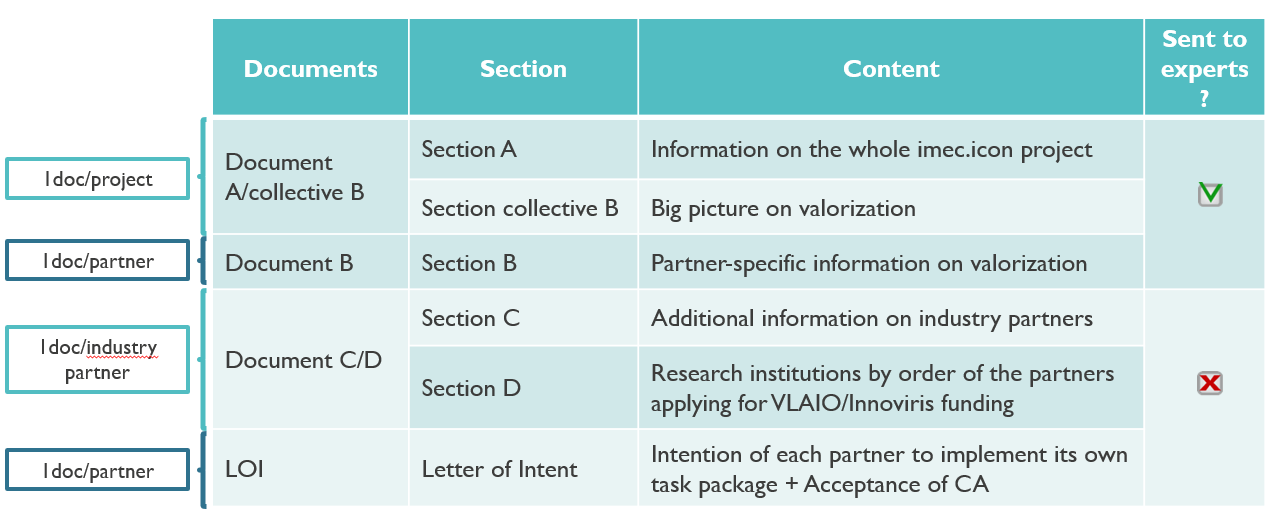 Documents
Section
Content
Sent to
experts
?
1doc/project
Document
A/collective B
Section A
Information on the whole imec.icon project
Section collective B
Big picture on valorization
1doc/partner
Document B
Section B
Partner-specific information on valorization
1doc/industry
partner
Document C/D
Section C
Additional information on industry partners
Section D
Research institutions by order of the partners
applying for VLAIO/Innoviris funding
1doc/partner
LOI
Letter of Intent
Intention of each partner to implement its own
task package + Acceptance of CA